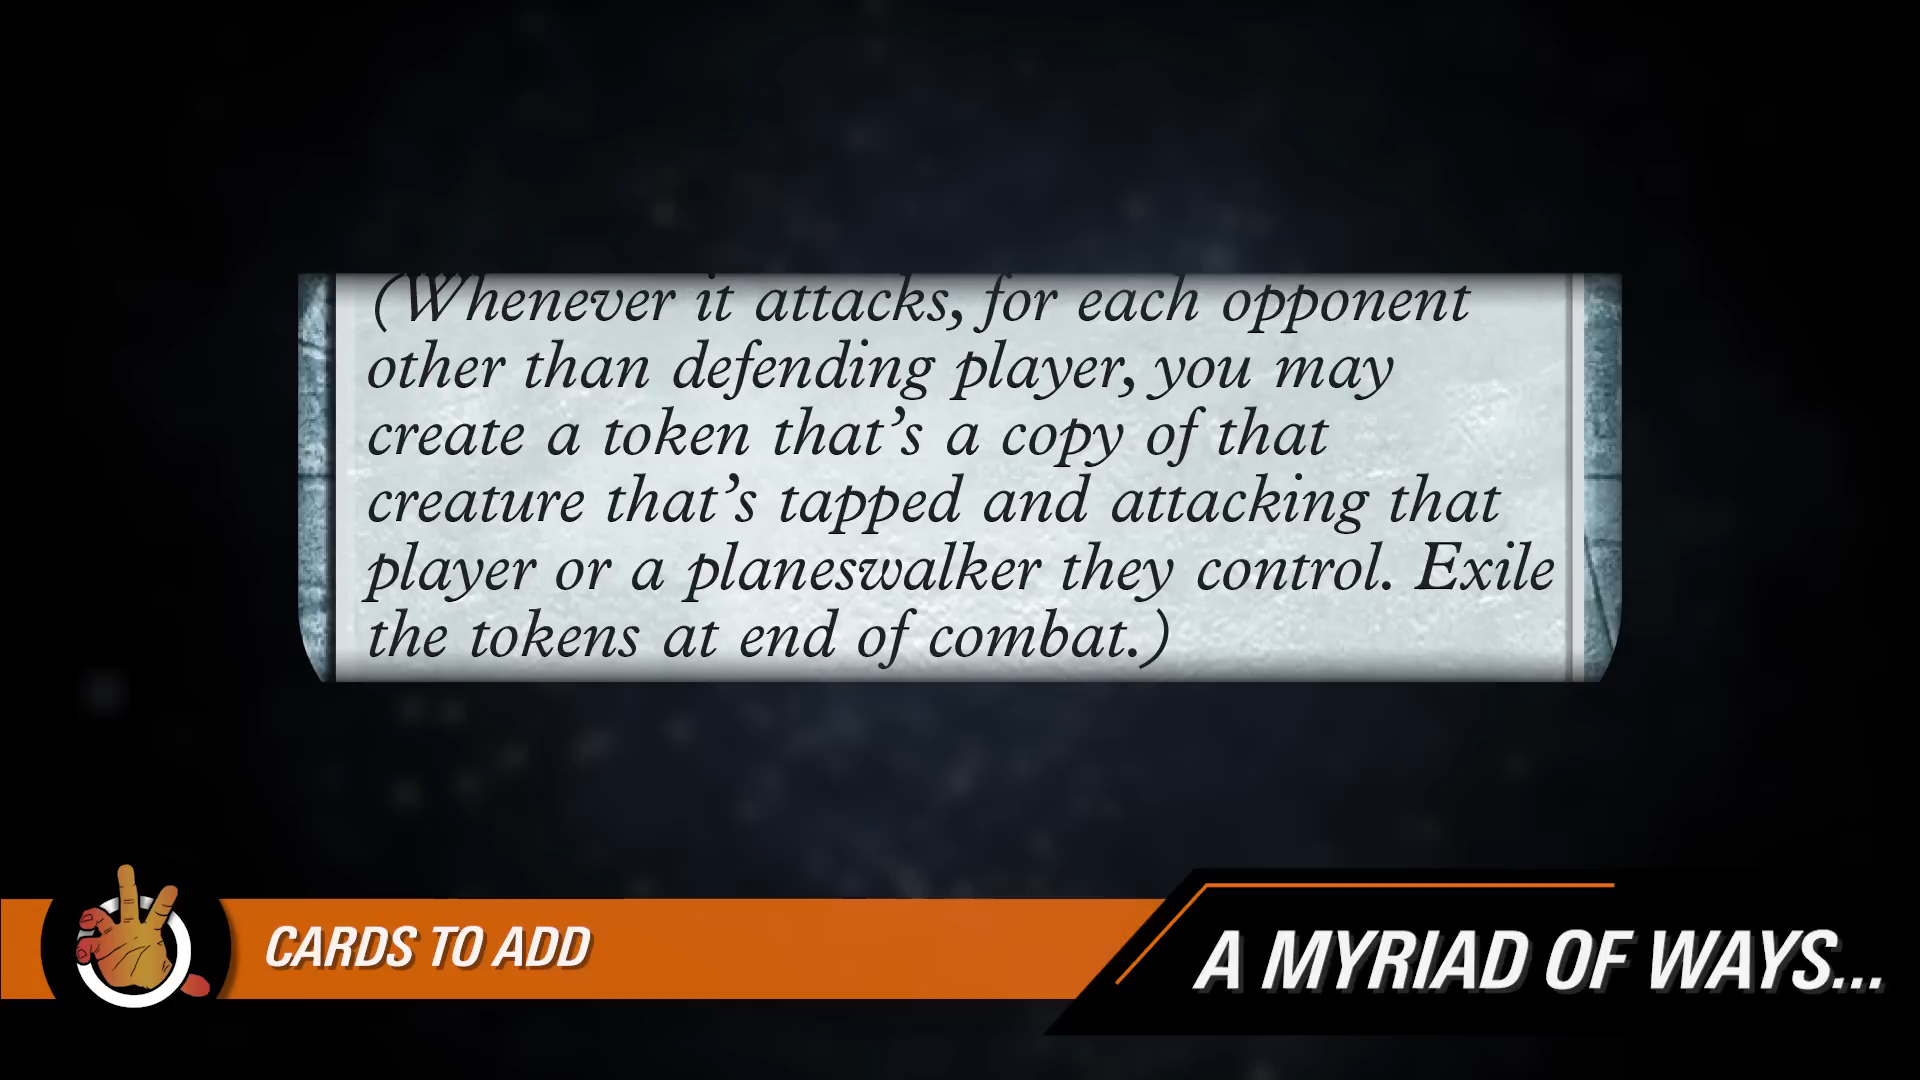 (Whenever it attacks, for each opponent
other than defending player, you may
create a token that’s a copy of that
creature that’s tapped and attacking that
player or a planeswalker they control. Exile
the tokens at end of combat.)
CARDS TO ADD
A MYRIAD OF WAYS...